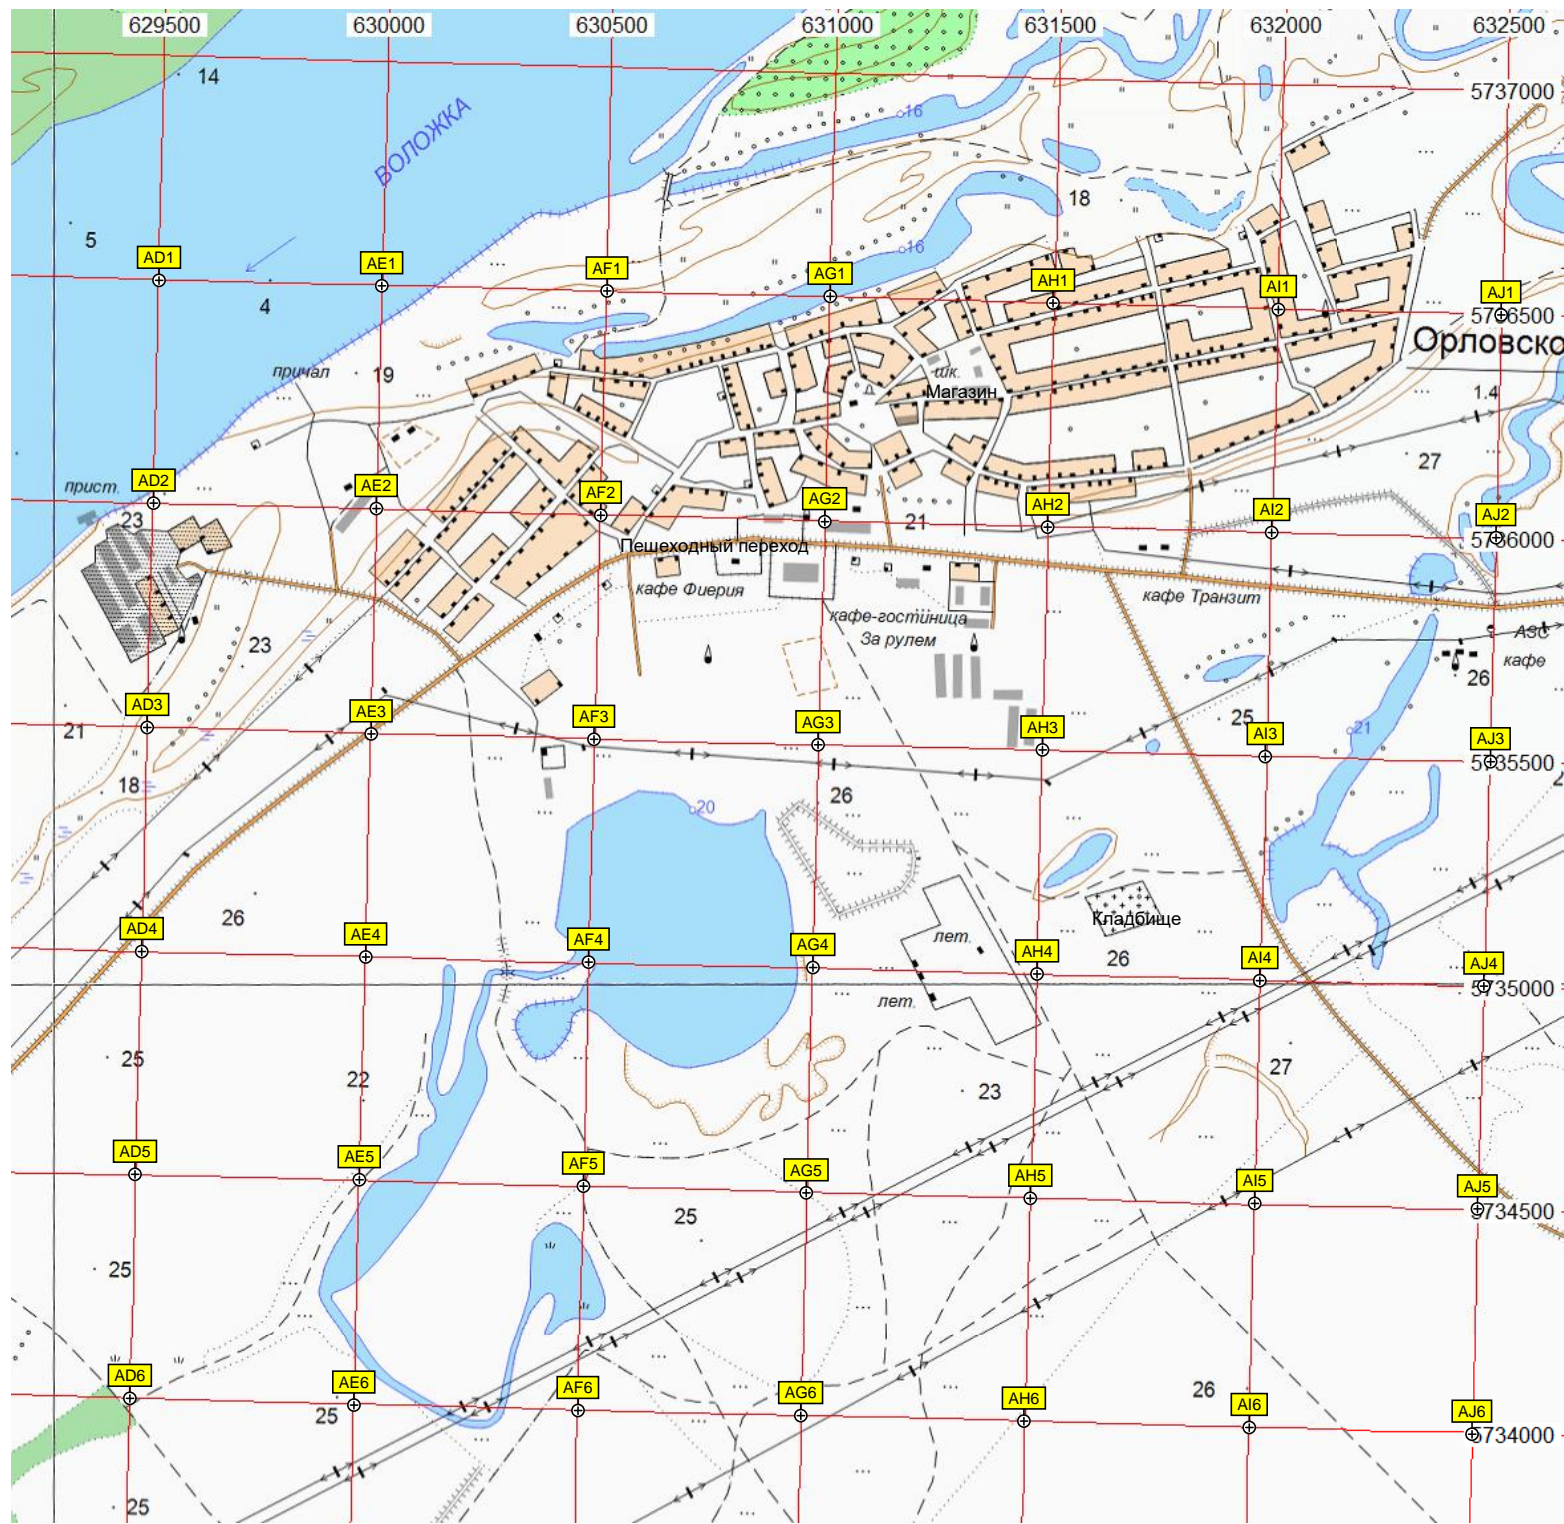 629500 630000 630500 631000 631500 632000 632500
14
5737000
16
ВОЛОЖКА
18
5
16
AD1 AE1 AF1 AG1 AH1 AI1 AJ1
4
5736500
Орловско
причал
19
шк.
Магазин
1.4
27
прист.
AD2 AE2 AF2 AG2 AH2 AI2 AJ2
23
21
5736000
Пешеходный переход
кафе Фиерия
кафе Транзит
кафе-гостиница
За рулем
АЗС
кафе
23
26
AD3 AE3 AF3 AG3 AH3 AI3 AJ3
21
25
21
5735500
18
20
26
2
26
Кладбище
AD4 AE4 AF4 AG4 AH4 AI4 AJ4
лет.
26
5735000
лет.
25
22
23
27
AD5 AE5 AF5 AG5 AH5 AI5 AJ5
25
5734500
25
AD6 AE6 AF6 AG6 AH6 AI6 AJ6
25
26
5734000
25